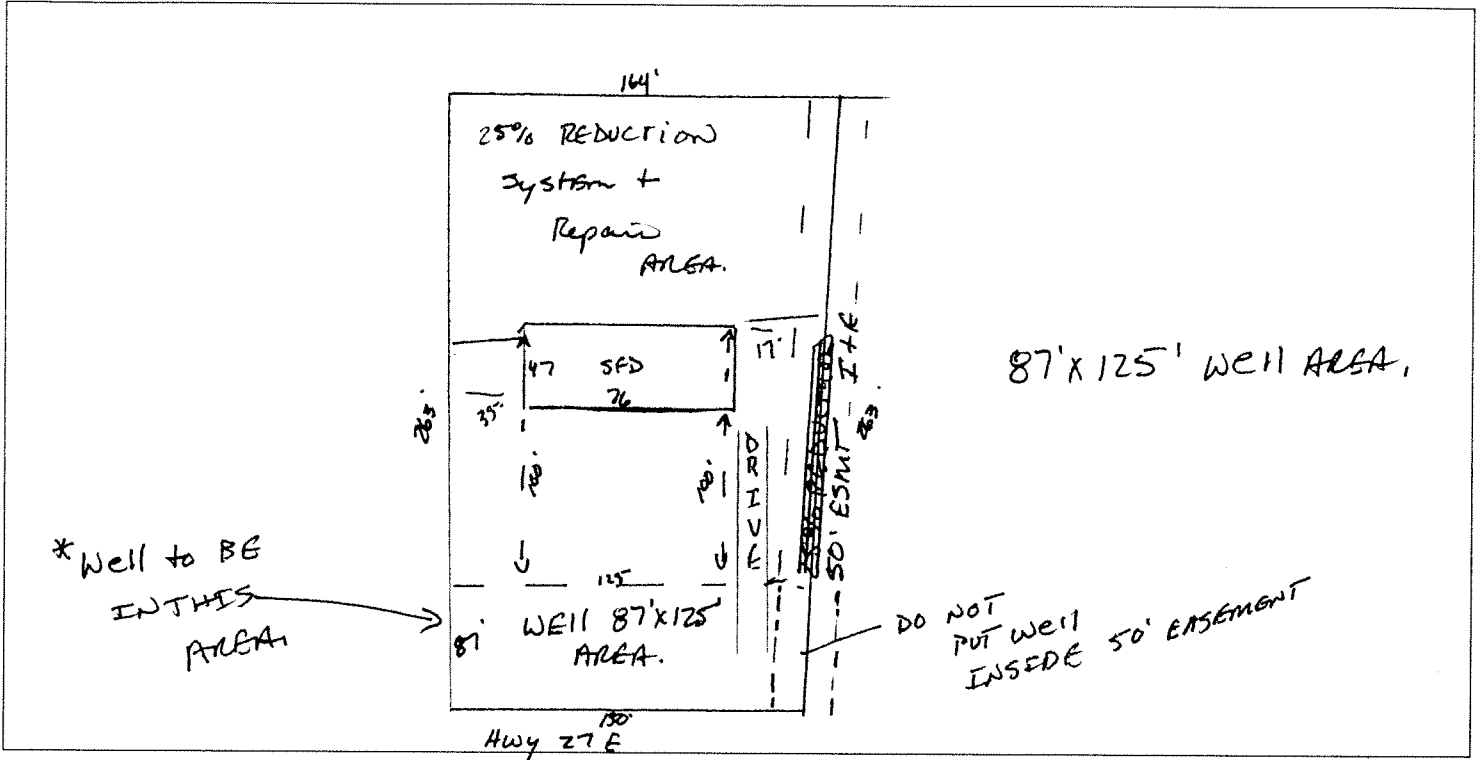 164'
25% REDUCTION
System +
Repair
AREA.
17'
47
SFD
76
35'
263'
263'
100'
100'
DRIVE
50' ESMT I+E
87' X 125' Well AREA.
* Well to BE
IN THIS
AREA.
125'
87'
WEll 87'X125'
AREA.
DO NOT
PUT WEll
INSIDE 50' EASEMENT
150'
Hwy 27 E